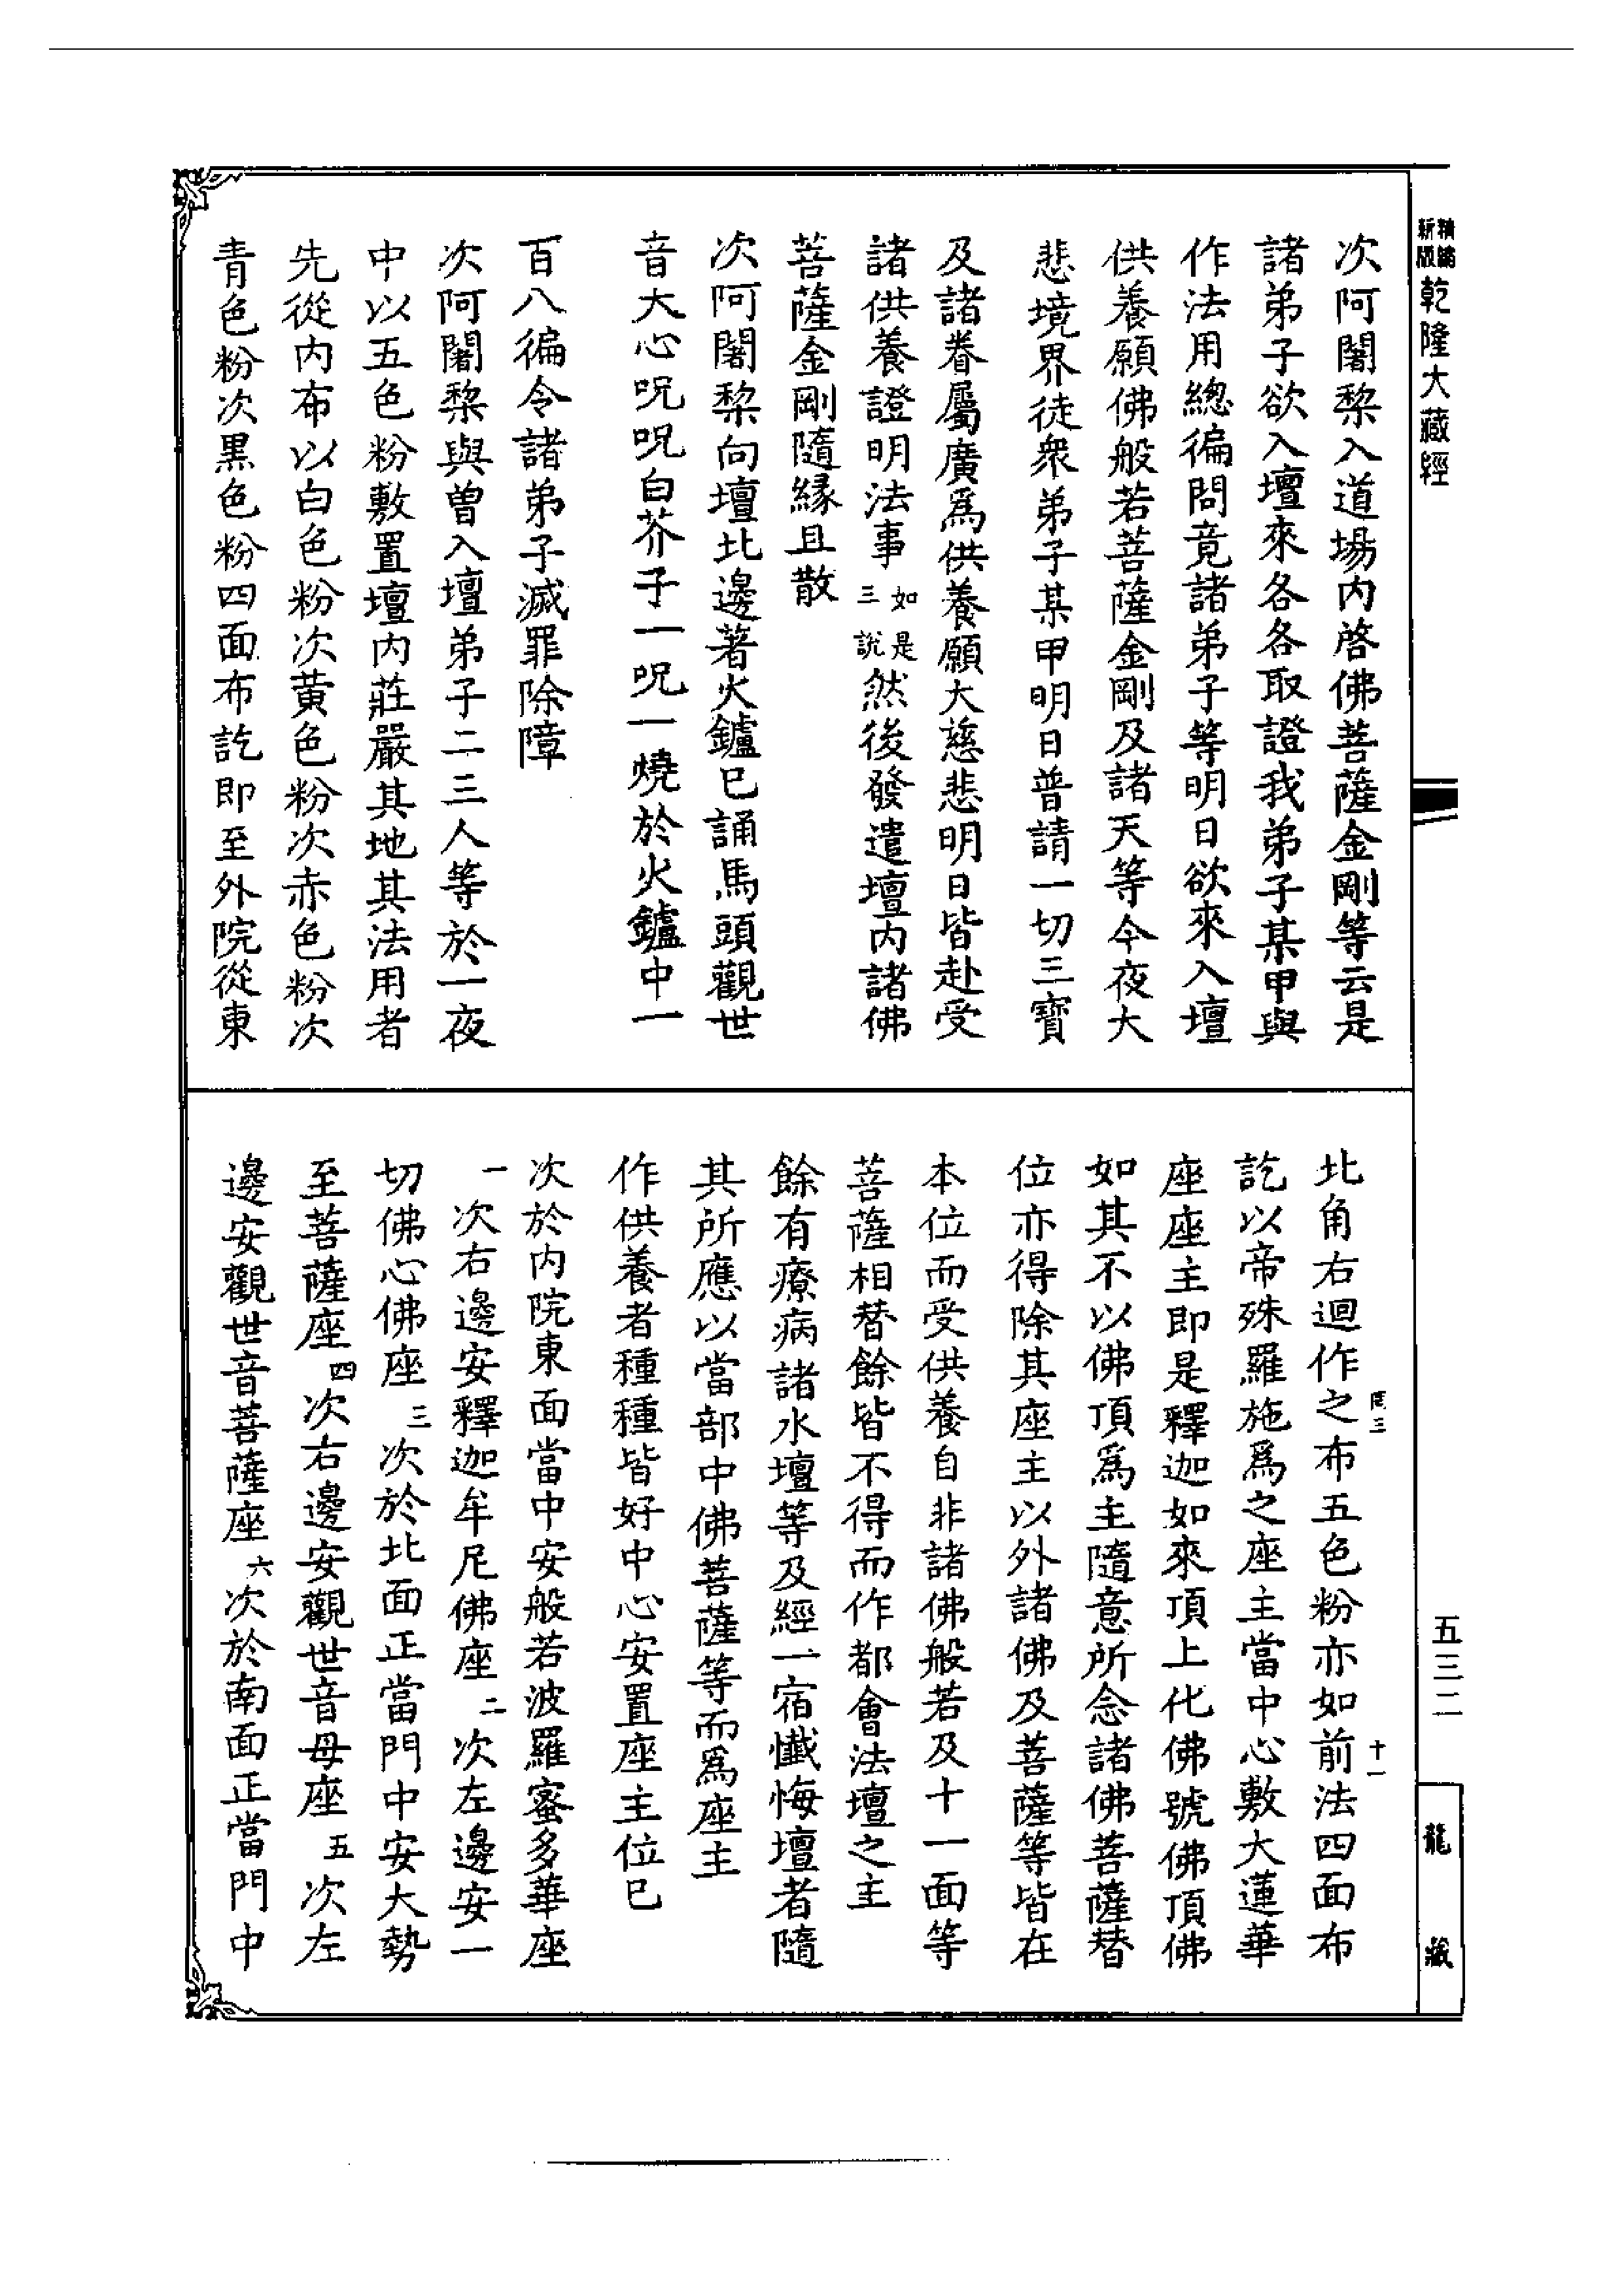 精編
新版
乾隆大藏經
次阿闍棃入道場内啓佛菩薩金剛等云是
諸弟子欲入壇來各各取證我弟子某甲與
作法用總徧問竟諸弟子等明日欲來入壇
供養願佛般若菩薩金剛及諸天等今夜大
悲境界徒衆弟子某甲明日普請一切三寶
及諸眷屬廣爲供養願大慈悲明日皆赴受
諸供養證明法事如是三說然後發遣壇内諸佛
菩薩金剛隨縁且散
次阿闍棃向壇北邊著火鑪已誦馬頭觀世
音大心呪呪白芥子一呪一燒於火鑪中一
百八徧令諸弟子滅罪除障
次阿闍棃與曾入壇弟子二三人等於一夜
中以五色粉敷置壇内莊嚴其地其法用者
先從内布以白色粉次黄色粉次赤色粉次
青色粉次黒色粉四面布訖即至外院從東
北角右迴作之布五色粉亦如前法四面布
訖以帝殊羅施爲之座主當中心敷大蓮華
座座主即是釋迦如來頂上化佛號佛頂佛
如其不以佛頂爲主隨意所念諸佛菩薩替
位亦得除其座主以外諸佛及菩薩等皆在
本位而受供養自非諸佛般若及十一面等
菩薩相替餘皆不得而作都會法壇之主
餘有療病諸水壇等及經一宿懺悔壇者隨
其所應以當部中佛菩薩等而爲座主
作供養者種種皆好中心安置座主位已
次於内院東面當中安般若波羅蜜多華座
一次右邊安釋迦牟尼佛座二次左邊安一
切佛心佛座三次於北面正當門中安大勢
至菩薩座四次右邊安觀世音母座五次左
邊安觀世音菩薩座六次於南面正當門中
十一
五三二
龍藏